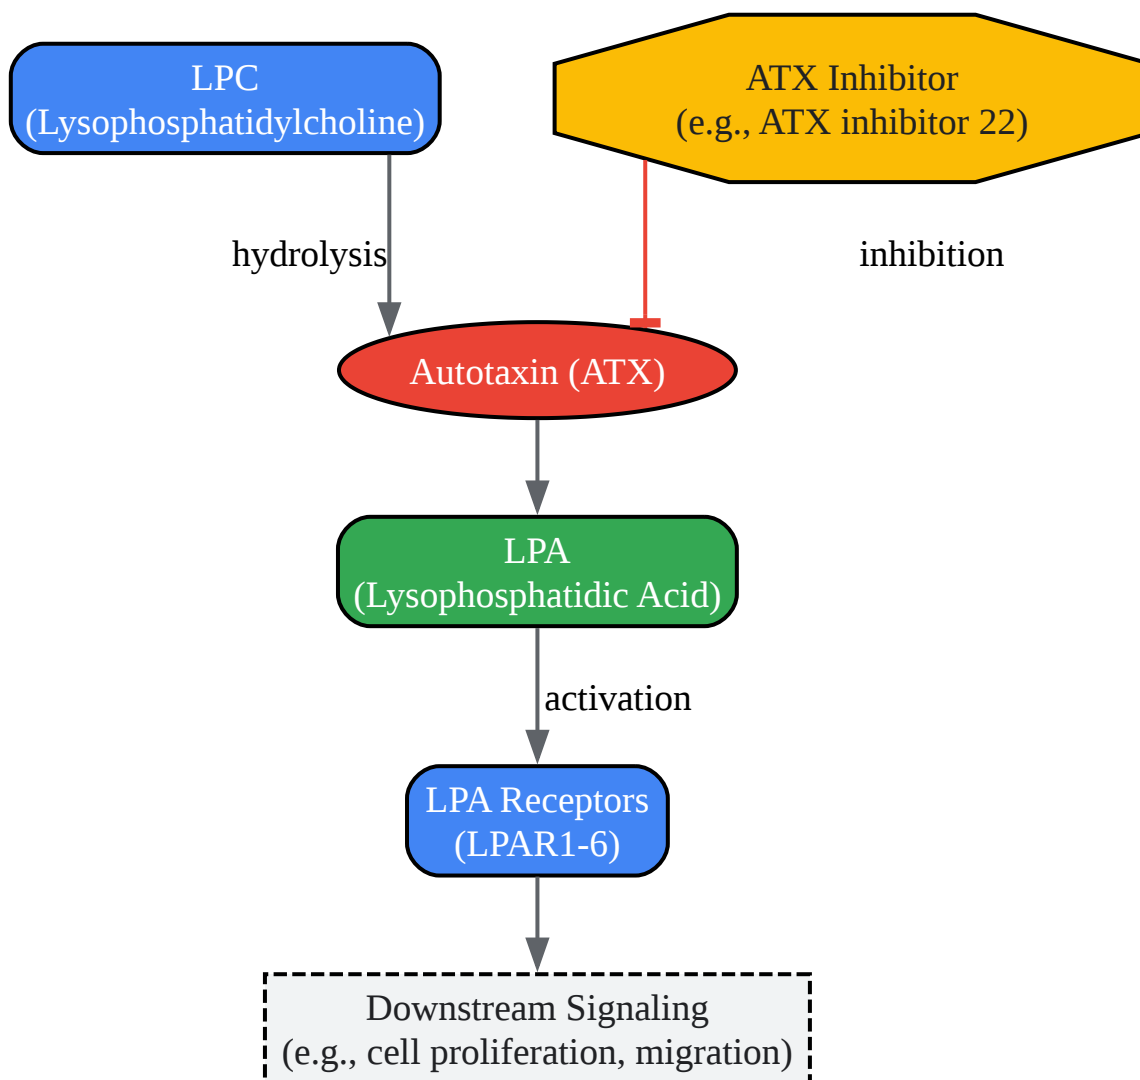 LPC
(Lysophosphatidylcholine)
ATX Inhibitor
(e.g., ATX inhibitor 22)
hydrolysis
inhibition
Autotaxin (ATX)
LPA
(Lysophosphatidic Acid)
activation
LPA Receptors
(LPAR1-6)
Downstream Signaling
(e.g., cell proliferation, migration)